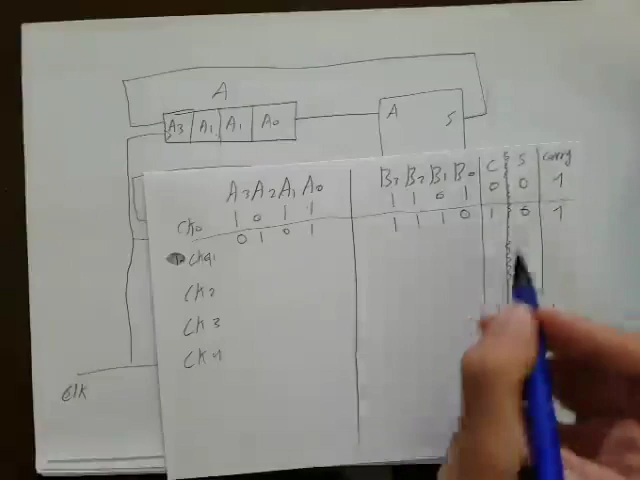 A
A3 A1 A1 A0
A S
A3 A2 A1 A0 B3 B2 B1 B0 C S Carry
CK0 1 0 1 1 1 1 0 1 0 0 1
0 1 0 1 1 1 1 0 1 0 1
CK1
CK2
CK3
CK4
Clk